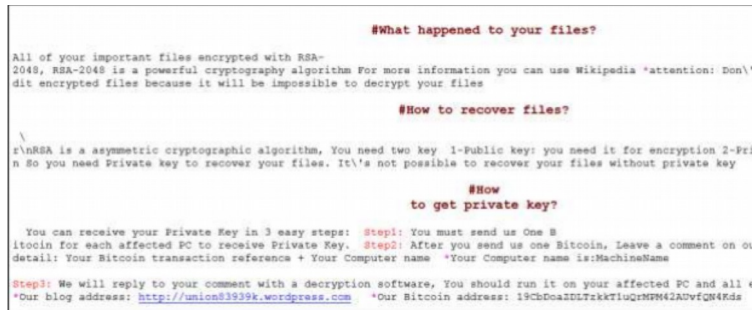 #What happened to your files?
All of your important files encrypted with RSA-
2048, RSA-2048 is a powerful cryptography algorithm For more information you can use Wikipedia *attention: Don\'
dit encrypted files because it will be impossible to decrypt your files
#How to recover files?
\
r\nRSA is a asymmetric cryptographic algorithm, You need two key 1-Public key: you need it for encryption 2-Pri
n So you need Private key to recover your files. It\'s not possible to recover your files without private key
#How
to get private key?
You can receive your Private Key in 3 easy steps: Step1: You must send us One B
itocin for each affected PC to receive Private Key. Step2: After you send us one Bitcoin, Leave a comment on ou
detail: Your Bitcoin transaction reference + Your Computer name *Your Computer name is:MachineName
Step3: We will reply to your comment with a decryption software, You should run it on your affected PC and all e
*Our blog address: http://union83939k.wordpress.com *Our Bitcoin address: